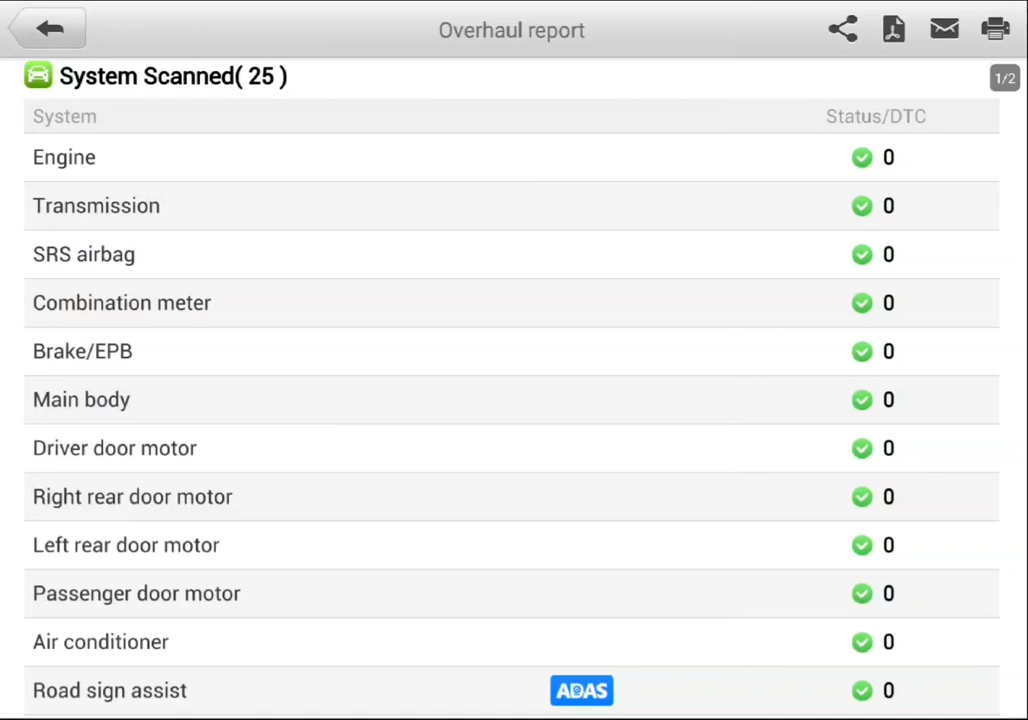 Overhaul report
System Scanned( 25 )
1/2
System Status/DTC
Engine 0
Transmission 0
SRS airbag 0
Combination meter 0
Brake/EPB 0
Main body 0
Driver door motor 0
Right rear door motor 0
Left rear door motor 0
Passenger door motor 0
Air conditioner 0
Road sign assist ADAS 0